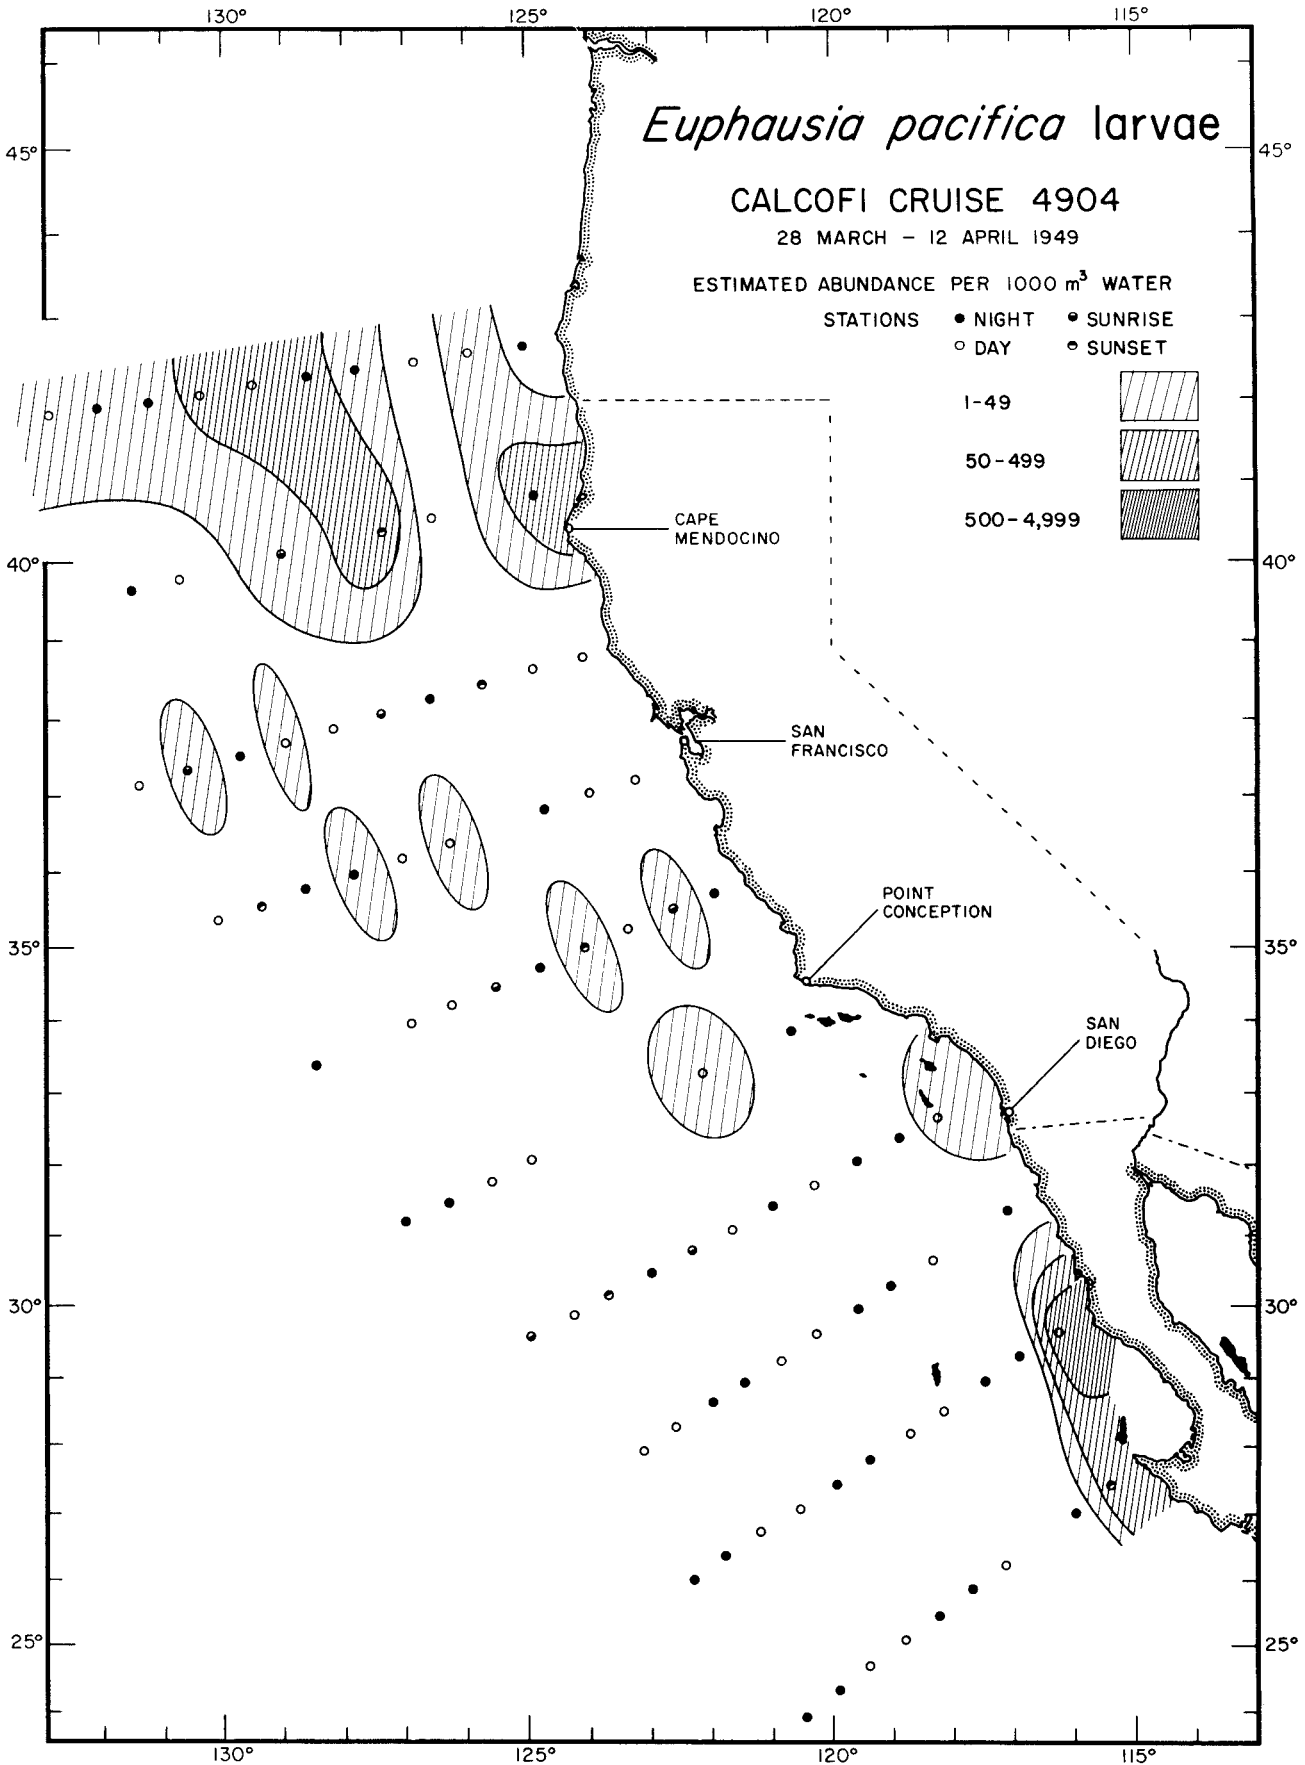 130° 125° 120° 115°
Euphausia pacifica larvae
45° 45°
CALCOFI CRUISE 4904
28 MARCH – 12 APRIL 1949
ESTIMATED ABUNDANCE PER 1000 m³ WATER
STATIONS ● NIGHT SUNRISE
○ DAY SUNSET
1-49
50-499
500-4,999
CAPE
MENDOCINO
40° 40°
SAN
FRANCISCO
POINT
CONCEPTION
35° 35°
SAN
DIEGO
30° 30°
25° 25°
130° 125° 120° 115°